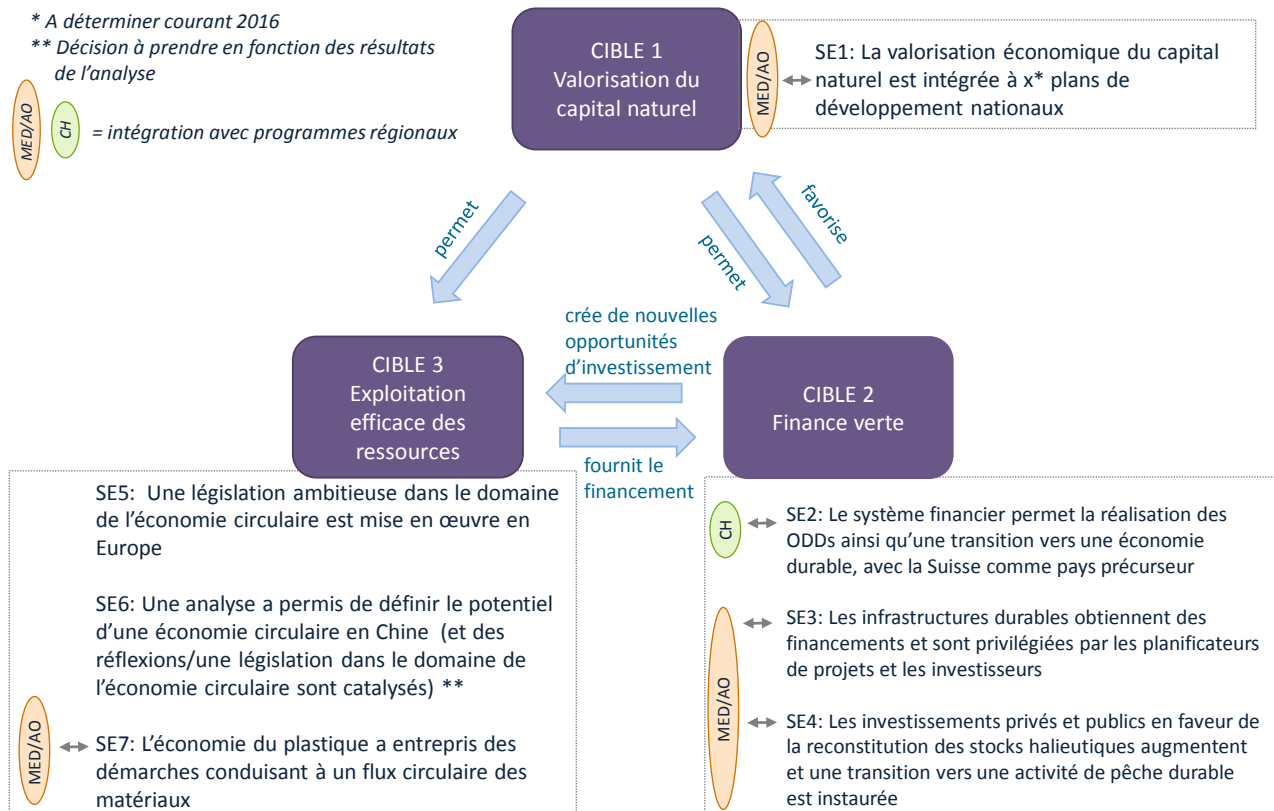 * A déterminer courant 2016
** Décision à prendre en fonction des résultats
de l'analyse
MED/AO
CH
= intégration avec programmes régionaux
CIBLE 1
Valorisation du
capital naturel
MED/AO
SE1: La valorisation économique du capital
naturel est intégrée à x* plans de
développement nationaux
permet
permet
favorise
crée de nouvelles
opportunités
d'investissement
CIBLE 3
Exploitation
efficace des
ressources
CIBLE 2
Finance verte
fournit le
financement
SE5: Une législation ambitieuse dans le domaine
de l'économie circulaire est mise en œuvre en
Europe
SE6: Une analyse a permis de définir le potentiel
d'une économie circulaire en Chine (et des
réflexions/une législation dans le domaine de
l'économie circulaire sont catalysés) **
MED/AO
SE7: L'économie du plastique a entrepris des
démarches conduisant à un flux circulaire des
matériaux
CH
SE2: Le système financier permet la réalisation des
ODDs ainsi qu'une transition vers une économie
durable, avec la Suisse comme pays précurseur
MED/AO
SE3: Les infrastructures durables obtiennent des
financements et sont privilégiées par les planificateurs
de projets et les investisseurs
SE4: Les investissements privés et publics en faveur de
la reconstitution des stocks halieutiques augmentent
et une transition vers une activité de pêche durable
est instaurée